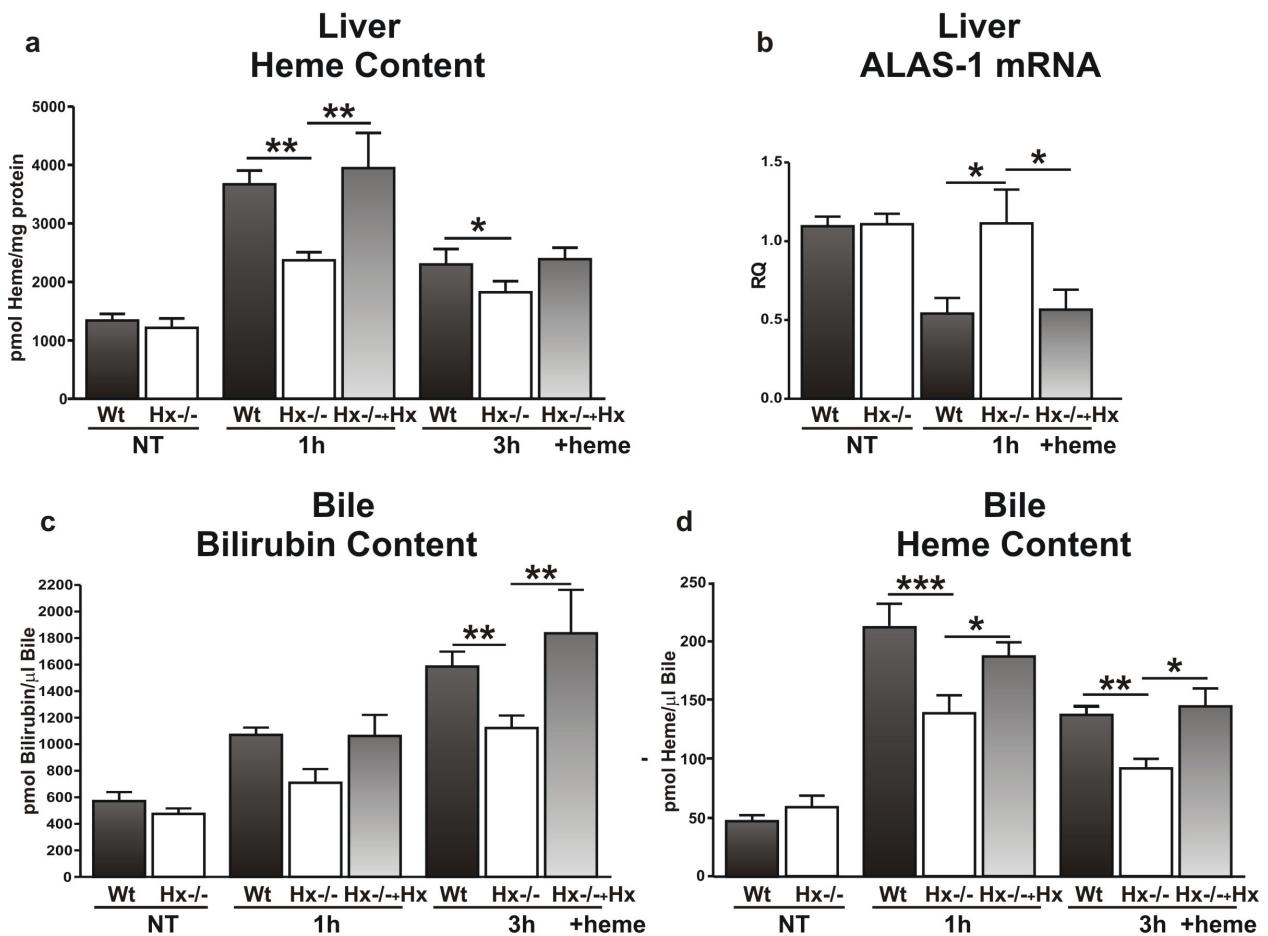 a
Liver
Heme Content
pmol Heme/mg protein
5000
4000
3000
2000
1000
0
**
**
*
Wt Hx-/- Wt Hx-/- Hx-/-+Hx Wt Hx-/- Hx-/-+Hx
NT 1h 3h +heme
b
Liver
ALAS-1 mRNA
RQ
1.5
1.0
0.5
0.0
*
*
Wt Hx-/- Wt Hx-/- Hx-/-+Hx
NT 1h +heme
c
Bile
Bilirubin Content
pmol Bilirubin/µl Bile
2200
2000
1800
1600
1400
1200
1000
800
600
400
200
0
**
**
Wt Hx-/- Wt Hx-/- Hx-/-+Hx Wt Hx-/- Hx-/-+Hx
NT 1h 3h +heme
d
Bile
Heme Content
pmol Heme/µl Bile
250
200
150
100
50
0
***
*
**
*
-
Wt Hx-/- Wt Hx-/- Hx-/-+Hx Wt Hx-/- Hx-/-+Hx
NT 1h 3h +heme